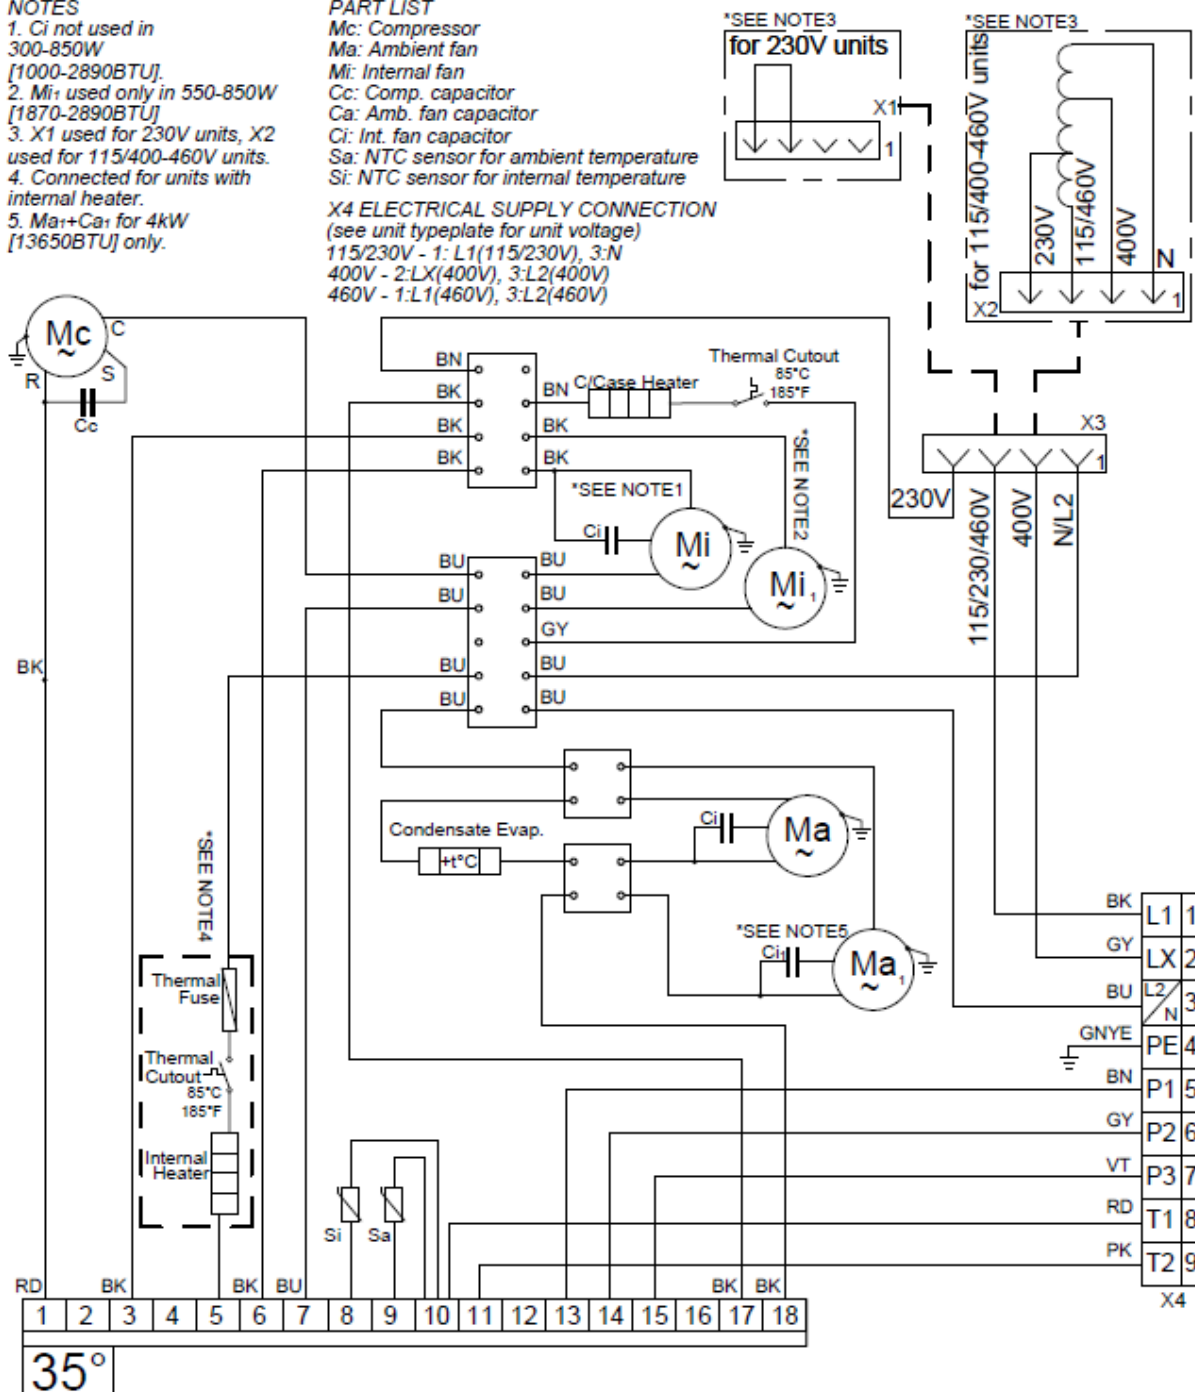 NOTES
1. Ci not used in
300-850W
[1000-2890BTU].
2. Mi₁ used only in 550-850W
[1870-2890BTU]
3. X1 used for 230V units, X2
used for 115/400-460V units.
4. Connected for units with
internal heater.
5. Ma₁+Ca₁ for 4kW
[13650BTU] only.
PART LIST
Mc: Compressor
Ma: Ambient fan
Mi: Internal fan
Cc: Comp. capacitor
Ca: Amb. fan capacitor
Ci: Int. fan capacitor
Sa: NTC sensor for ambient temperature
Si: NTC sensor for internal temperature
X4 ELECTRICAL SUPPLY CONNECTION
(see unit typeplate for unit voltage)
115/230V - 1: L1(115/230V), 3:N
400V - 2:LX(400V), 3:L2(400V)
460V - 1:L1(460V), 3:L2(460V)
*SEE NOTE3
for 230V units
X1
1
*SEE NOTE3
for 115/400-460V units
230V
115/460V
400V
N
X2
1
Mc
~
C
R
S
Cc
BN
BK
BK
BK
BN
C/Case Heater
Thermal Cutout
85°C
185°F
BK
BK
*SEE NOTE1
*SEE NOTE2
Ci
Mi
~
Mi₁
~
X3
1
230V
115/230/460V
400V
N/L2
BU
BU
BU
BU
BU
BU
GY
BU
BU
BK
Condensate Evap.
+t°C
Ci
Ma
~
*SEE NOTE5
Ci₁
Ma₁
~
*SEE NOTE4
Thermal
Fuse
Thermal
Cutout
85°C
185°F
Internal
Heater
Si
Sa
BK L1 1
GY LX 2
BU L2/N 3
GNYE PE 4
BN P1 5
GY P2 6
VT P3 7
RD T1 8
PK T2 9
X4
RD BK BK BU BK BK
1 2 3 4 5 6 7 8 9 10 11 12 13 14 15 16 17 18
35°